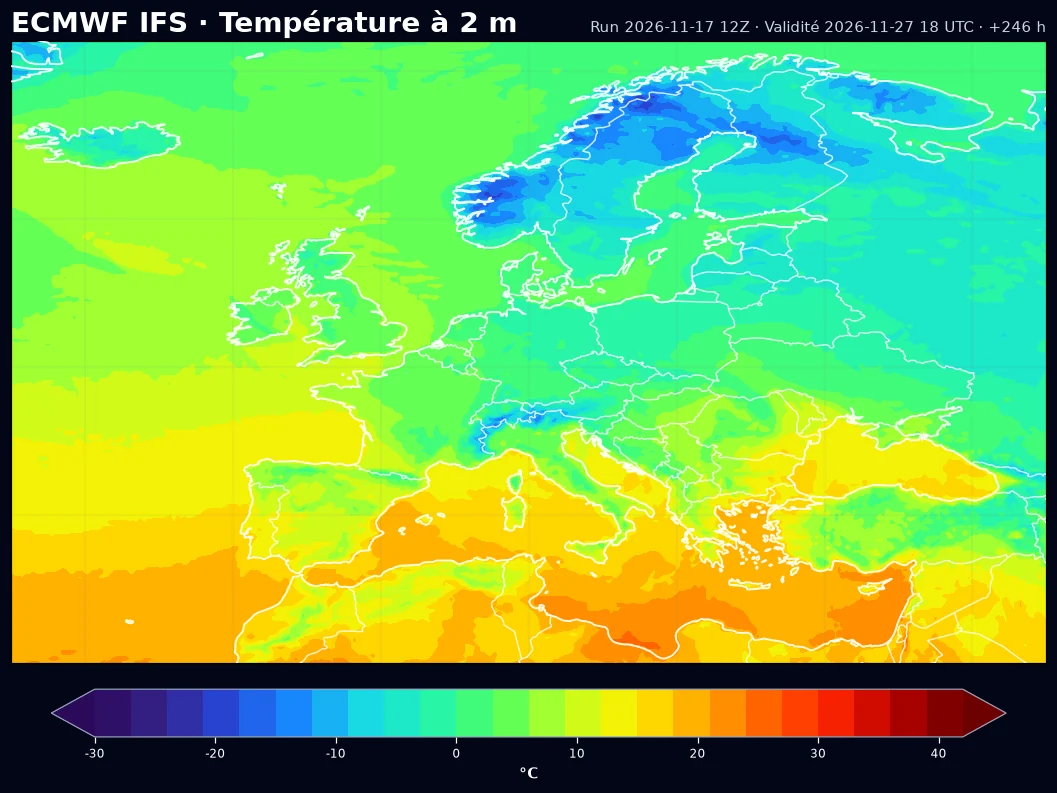 ECMWF IFS · Température à 2 m
Run 2026-11-17 12Z · Validité 2026-11-27 18 UTC · +246 h
-30 -20 -10 0 10 20 30 40
°C